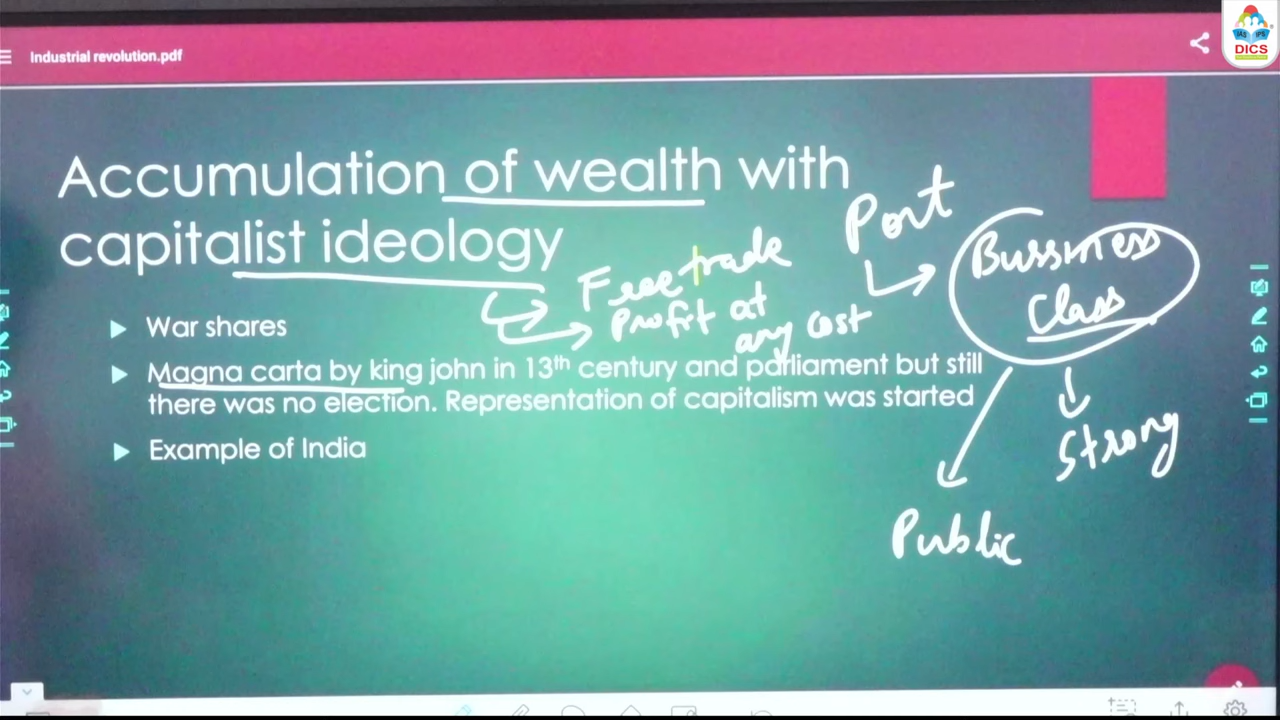 Industrial revolution.pdf
IAS IPS
DICS
Accumulation of wealth with
capitalist ideology
Free trade
Profit at
any cost
Port
Bussiness
Class
Strong
Public
War shares
Magna carta by king john in 13th century and parliament but still
there was no election. Representation of capitalism was started
Example of India